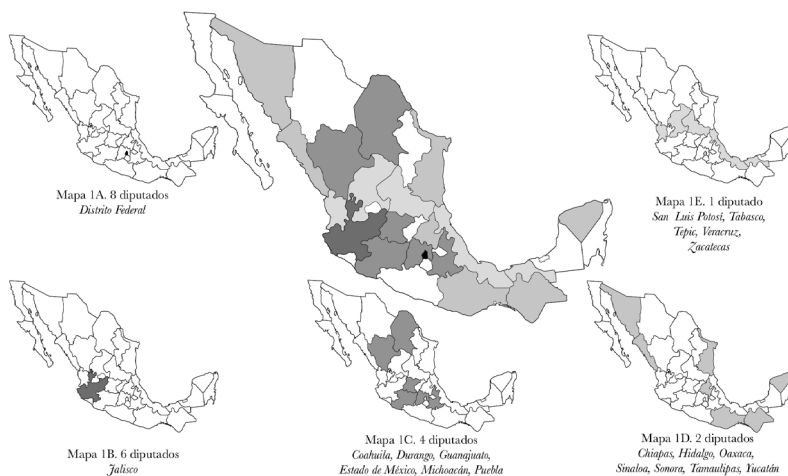 Mapa 1A. 8 diputados
Distrito Federal
Mapa 1E. 1 diputado
San Luis Potosí, Tabasco,
Tepic, Veracruz,
Zacatecas
Mapa 1B. 6 diputados
Jalisco
Mapa 1C. 4 diputados
Coahuila, Durango, Guanajuato,
Estado de México, Michoacán, Puebla
Mapa 1D. 2 diputados
Chiapas, Hidalgo, Oaxaca,
Sinaloa, Sonora, Tamaulipas, Yucatán